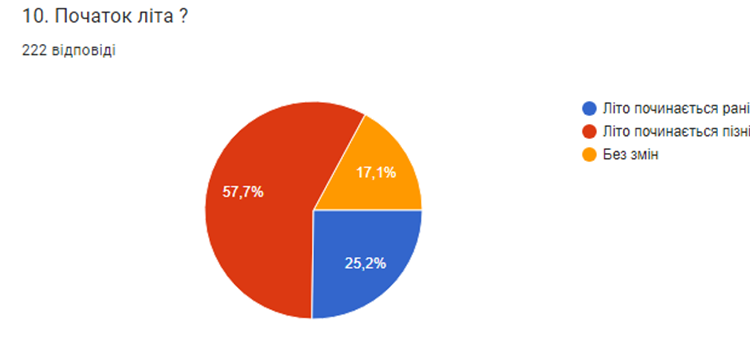 10. Початок літа ?
222 відповіді
Літо починається рані
Літо починається пізні
Без змін
17,1%
57,7%
25,2%